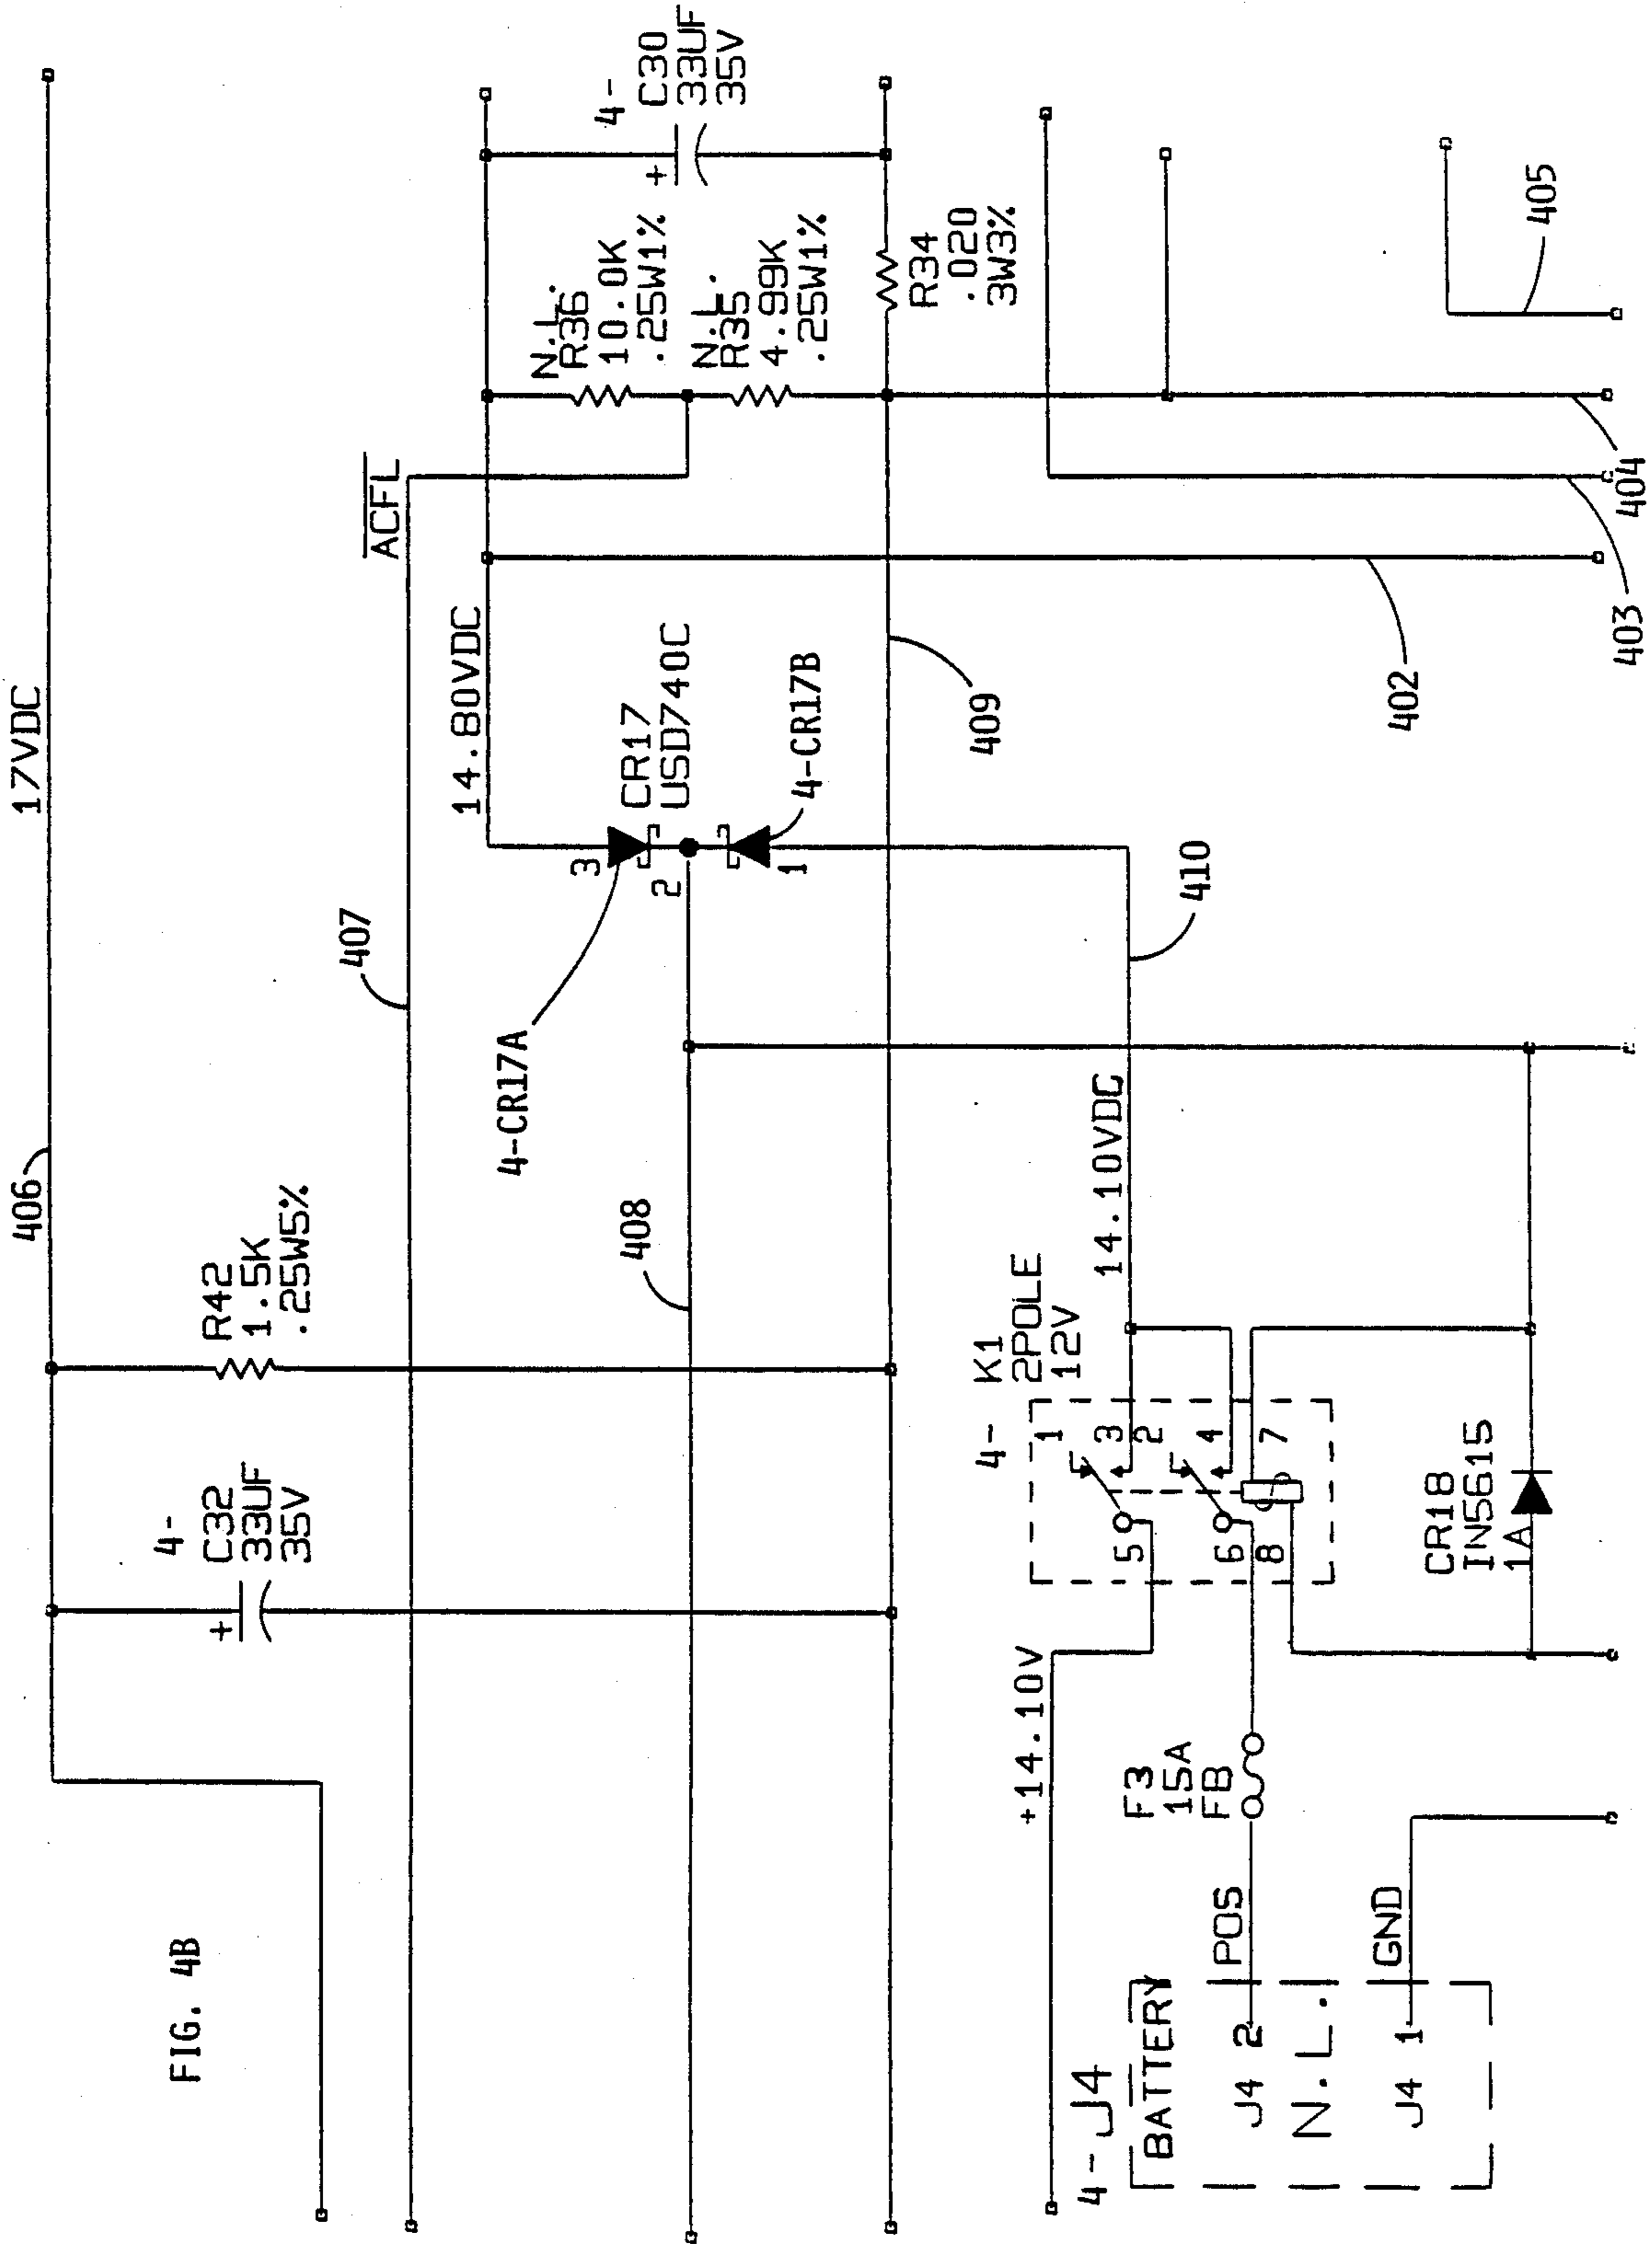 FIG. 4B
17VDC
406
4-
C32
33UF
35V
+
R42
1.5K
.25W5%
407
ACFL
14.80VDC
4-CR17A
3
2
1
CR17
USD740C
4-CR17B
408
409
N.L.
R36
10.0K
.25W1%
N.L.
R35
4.99K
.25W1%
4-
C30
33UF
35V
+
R34
.020
3W3%
402
403
404
405
410
14.10VDC
4-
K1
2POLE
12V
1
3
2
4
7
5
6
8
+14.10V
F3
15A
FB
CR18
IN5615
1A
4-J4
BATTERY
J4 2
POS
N.L.
J4 1
GND